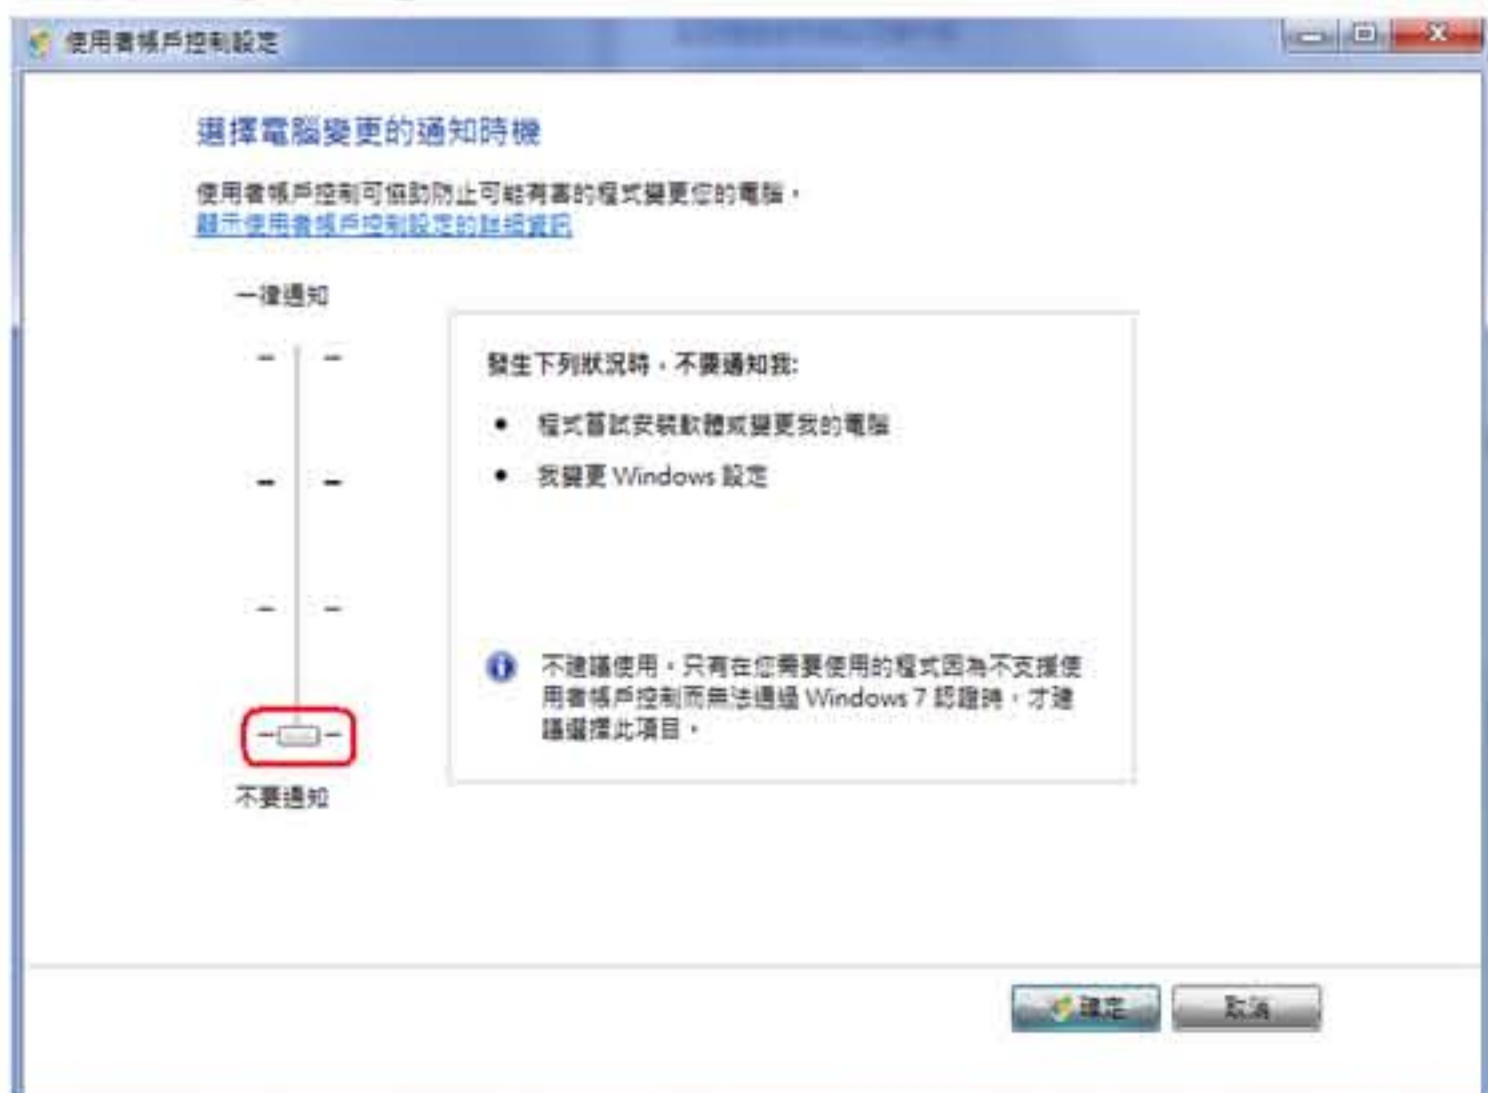 使用者帳戶控制設定
選擇電腦變更的通知時機
使用者帳戶控制可協助防止可能有害的程式變更您的電腦。
顯示使用者帳戶控制設定的詳細資訊
一律通知
發生下列狀況時，不要通知我:
• 程式嘗試安裝軟體或變更我的電腦
• 我變更 Windows 設定
不建議使用。只有在您需要使用的程式因為不支援使
用者帳戶控制而無法通過 Windows 7 認證時，才建
議選擇此項目。
不要通知
確定
取消